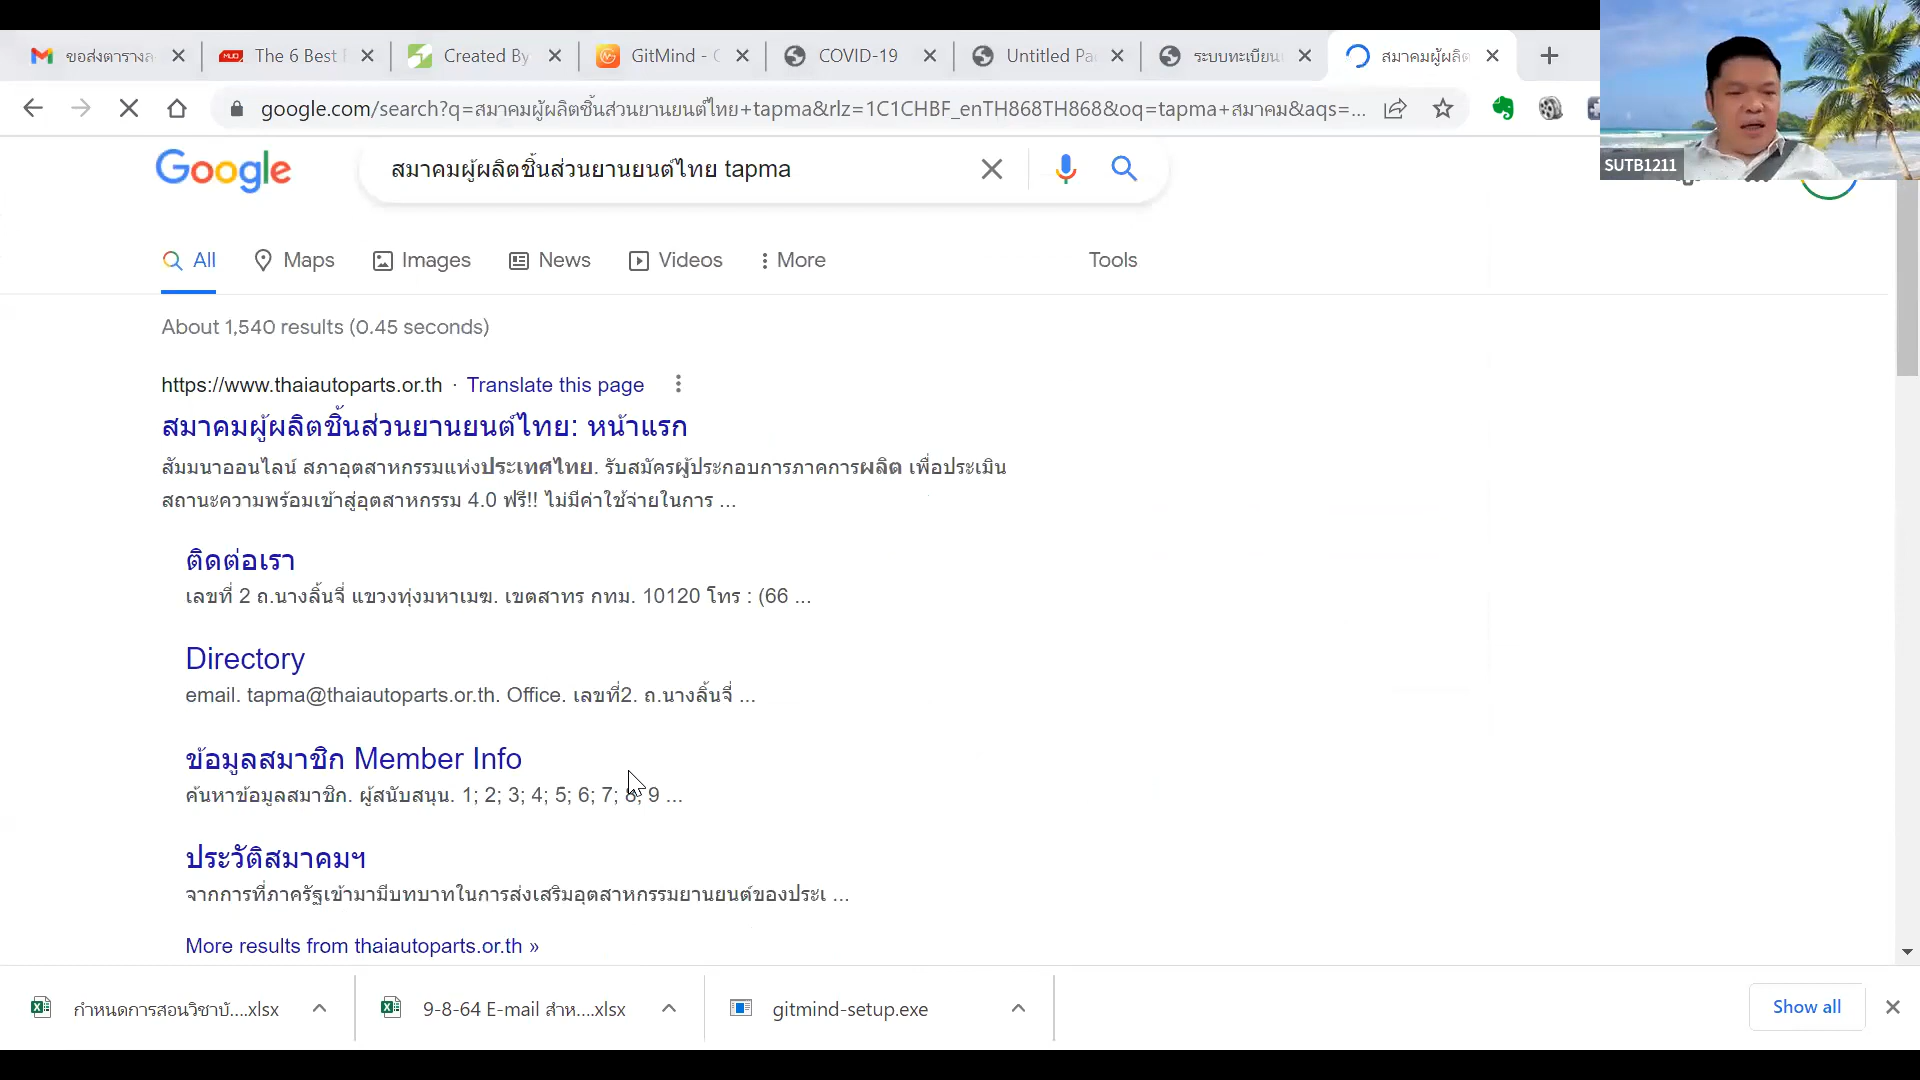 ขอส่งตารางส
The 6 Best
Created By
GitMind -
COVID-19
Untitled Pa
ระบบทะเบียน
สมาคมผู้ผลิต
google.com/search?q=สมาคมผู้ผลิตชิ้นส่วนยานยนต์ไทย+tapma&rlz=1C1CHBF_enTH868TH868&oq=tapma+สมาคม&aqs=...
SUTB1211
Google
สมาคมผู้ผลิตชิ้นส่วนยานยนต์ไทย tapma
All
Maps
Images
News
Videos
More
Tools
About 1,540 results (0.45 seconds)
https://www.thaiautoparts.or.th · Translate this page
สมาคมผู้ผลิตชิ้นส่วนยานยนต์ไทย: หน้าแรก
สัมมนาออนไลน์ สภาอุตสาหกรรมแห่งประเทศไทย. รับสมัครผู้ประกอบการภาคการผลิต เพื่อประเมิน
สถานะความพร้อมเข้าสู่อุตสาหกรรม 4.0 ฟรี!! ไม่มีค่าใช้จ่ายในการ ...
ติดต่อเรา
เลขที่ 2 ถ.นางลิ้นจี่ แขวงทุ่งมหาเมฆ. เขตสาทร กทม. 10120 โทร : (66 ...
Directory
email. tapma@thaiautoparts.or.th. Office. เลขที่2. ถ.นางลิ้นจี่ ...
ข้อมูลสมาชิก Member Info
ค้นหาข้อมูลสมาชิก. ผู้สนับสนุน. 1; 2; 3; 4; 5; 6; 7; 8; 9 ...
ประวัติสมาคมฯ
จากการที่ภาครัฐเข้ามามีบทบาทในการส่งเสริมอุตสาหกรรมยานยนต์ของประเ ...
More results from thaiautoparts.or.th »
กำหนดการสอนวิชาบั....xlsx
9-8-64 E-mail สำห....xlsx
gitmind-setup.exe
Show all